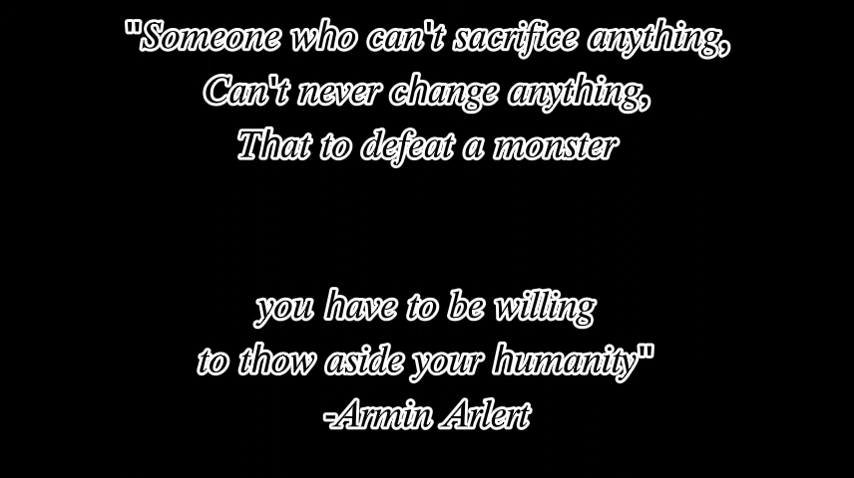 "Someone who can't sacrifice anything,
Can't never change anything,
That to defeat a monster
you have to be willing
to thow aside your humanity"
-Armin Arlert